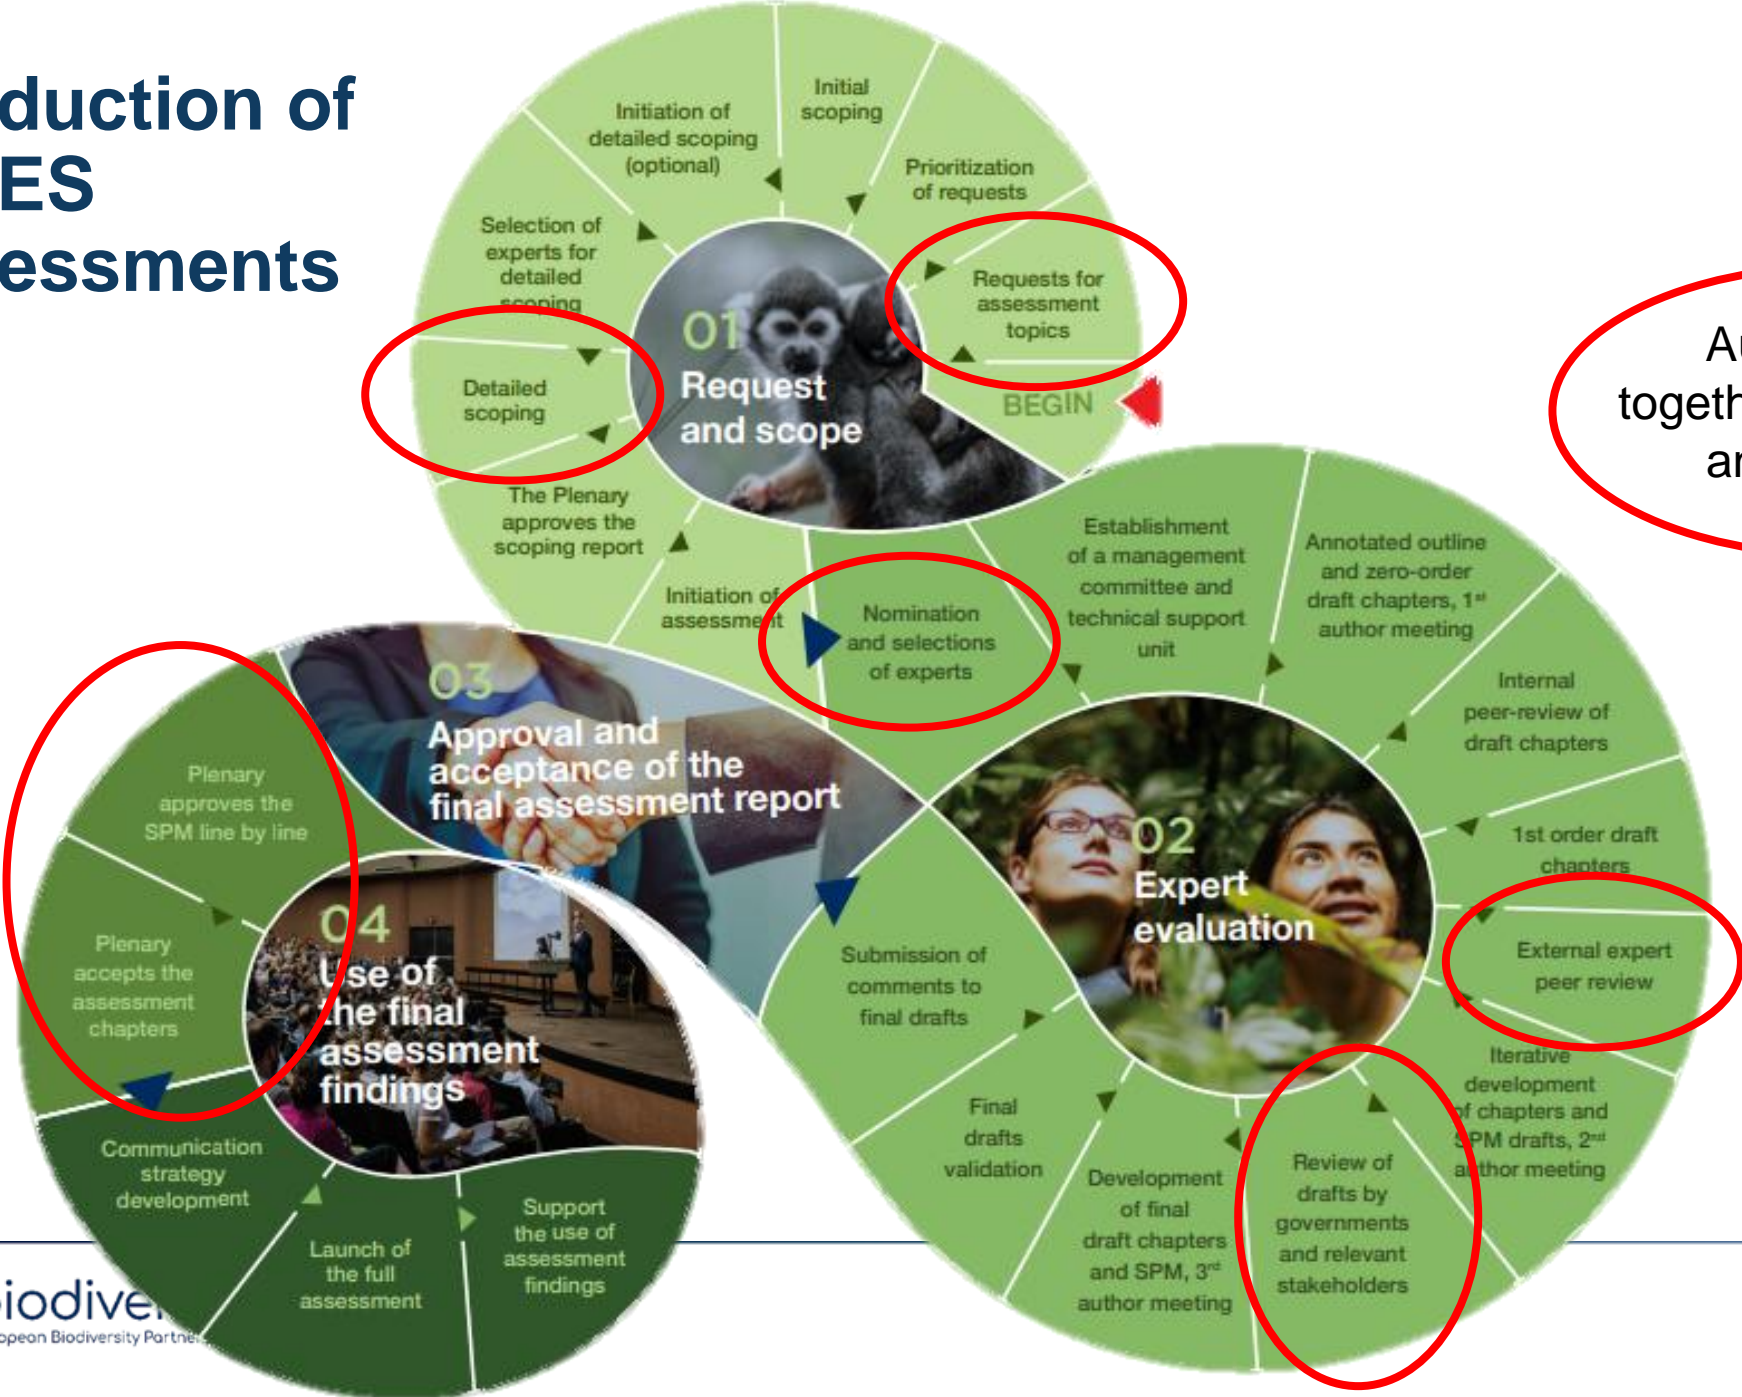 duction of
ES
essments
Initial
scoping
Initiation of
detailed scoping
(optional)
Prioritization
of requests
Selection of
experts for
detailed
scoping
Requests for
assessment
topics
Detailed
scoping
BEGIN
01
Request
and scope
The Plenary
approves the
scoping report
Initiation of
assessment
Nomination
and selections
of experts
Establishment
of a management
committee and
technical support
unit
Annotated outline
and zero-order
draft chapters, 1st
author meeting
Internal
peer-review of
draft chapters
1st order draft
chapters
External expert
peer review
Iterative
development
of chapters and
SPM drafts, 2nd
author meeting
Review of
drafts by
governments
and relevant
stakeholders
Development
of final
draft chapters
and SPM, 3rd
author meeting
Final
drafts
validation
Submission of
comments to
final drafts
02
Expert
evaluation
03
Approval and
acceptance of the
final assessment report
Plenary
approves the
SPM line by line
Plenary
accepts the
assessment
chapters
04
Use of
the final
assessment
findings
Communication
strategy
development
Launch of
the full
assessment
Support
the use of
assessment
findings
Au
togeth
ar
iodive
opean Biodiversity Partne